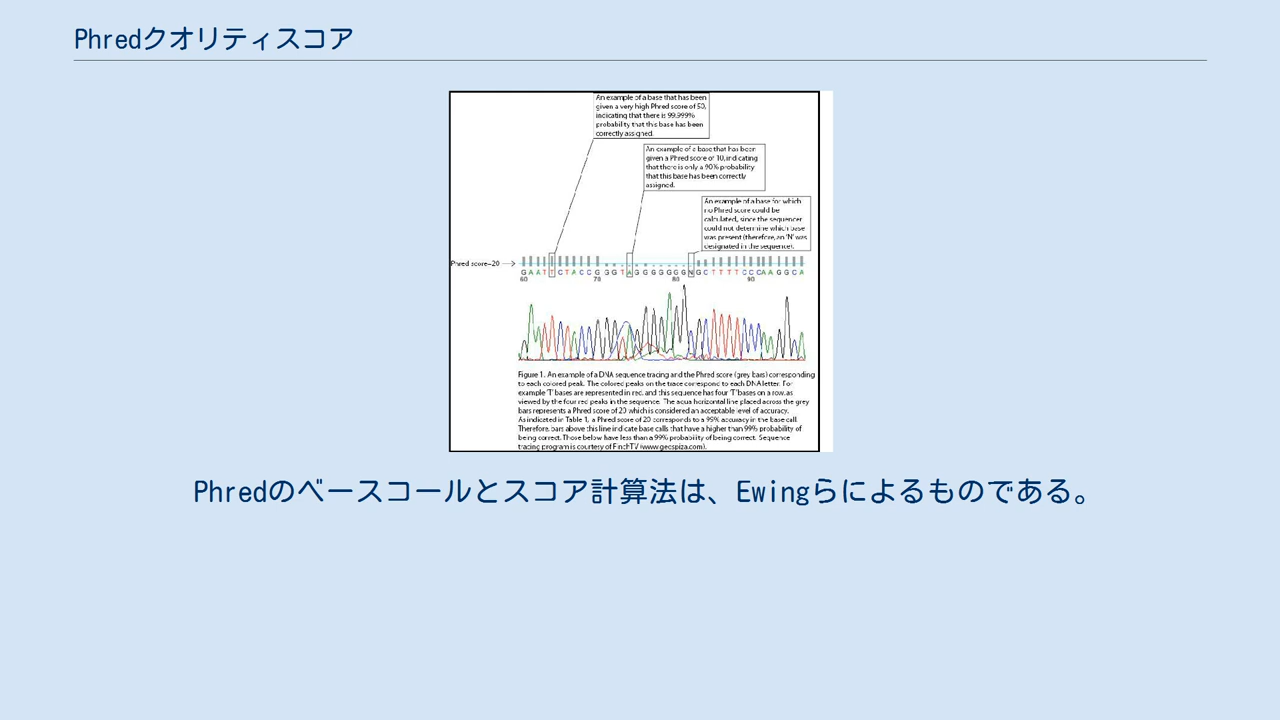 Phredクオリティスコア
An example of a base that has been
given a very high Phred score of 50,
indicating that there is 99.999%
probability that this base has been
correctly assigned.
An example of a base that has been
given a Phred score of 10, indicating
that there is only a 90% probability
that this base has been correctly
assigned.
An example of a base for which
no Phred score could be
calculated, since the sequencer
could not determine which base
was present (therefore, an 'N' was
designated in the sequence).
Phred score=20
GAATTCTACCGGGTAGGGGGGGNGCTTTTCCCAAGGCA
60 70 80 90
Figure 1. An example of a DNA sequence tracing and the Phred score (grey bars) corresponding
to each colored peak. The colored peaks on the trace correspond to each DNA letter. For
example 'T' bases are represented in red, and this sequence has four 'T' bases on a row, as
viewed by the four red peaks in the sequence. The aqua horizontal line placed across the grey
bars represents a Phred score of 20 which is considered an acceptable level of accuracy.
As indicated in Table 1, a Phred score of 20 corresponds to a 99% accuracy in the base call.
Therefore, bars above this line indicate base calls that have a higher than 99% probability of
being correct. Those below have less than a 99% probability of being correct. Sequence
tracing program is courtesy of FinchTV (www.geospiza.com).
Phredのベースコールとスコア計算法は、Ewingらによるものである。